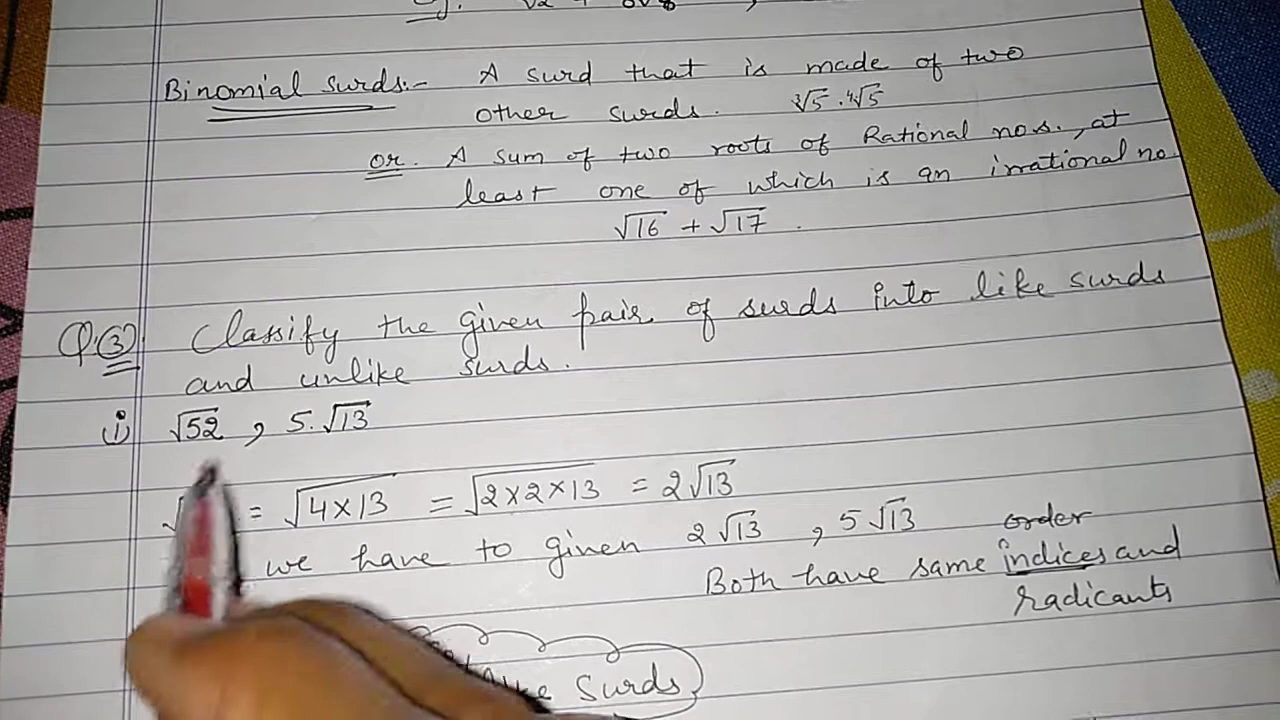 Binomial surds:- A surd that is made of two
other surds. ∛5 . ∜5
or. A sum of two roots of Rational nos., at
least one of which is an irrational no.
√16 + √17 .
Q.③ Classify the given pair of surds into like surds
and unlike surds.
i) √52 , 5.√13
= √4×13 = √2×2×13 = 2√13
we have to given 2√13 , 5√13 order
Both have same indices and
radicants
like Surds